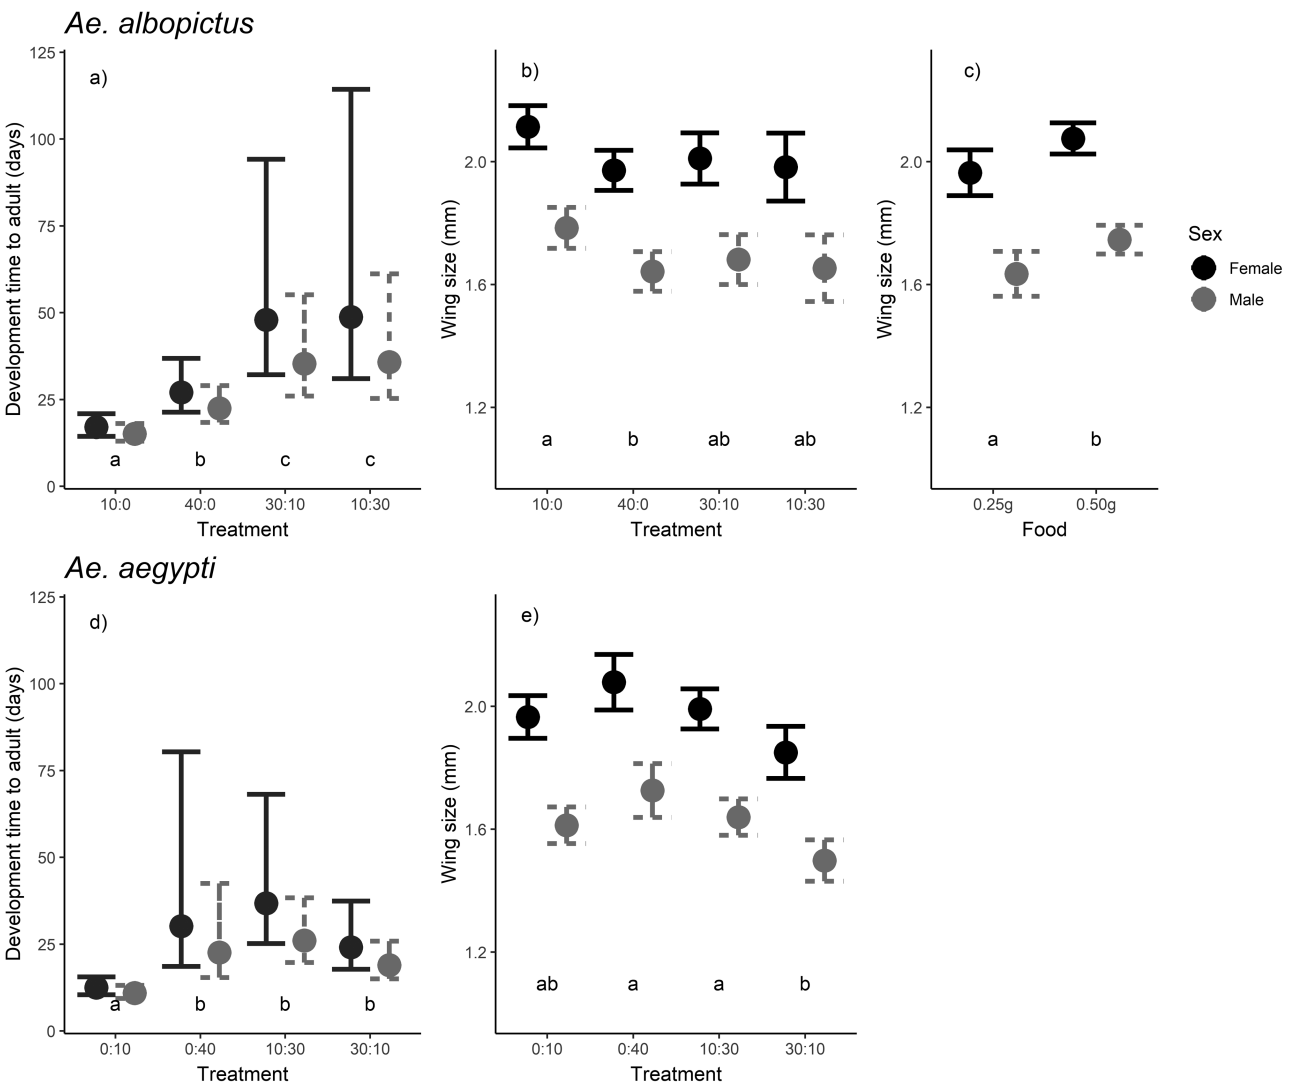 Ae. albopictus
a)
Development time to adult (days)
125
100
75
50
25
0
a b c c
10:0 40:0 30:10 10:30
Treatment
b)
Wing size (mm)
2.0
1.6
1.2
a b ab ab
10:0 40:0 30:10 10:30
Treatment
c)
Wing size (mm)
2.0
1.6
1.2
a b
0.25g 0.50g
Food
Sex
Female
Male
Ae. aegypti
d)
Development time to adult (days)
125
100
75
50
25
0
a b b b
0:10 0:40 10:30 30:10
Treatment
e)
Wing size (mm)
2.0
1.6
1.2
ab a a b
0:10 0:40 10:30 30:10
Treatment